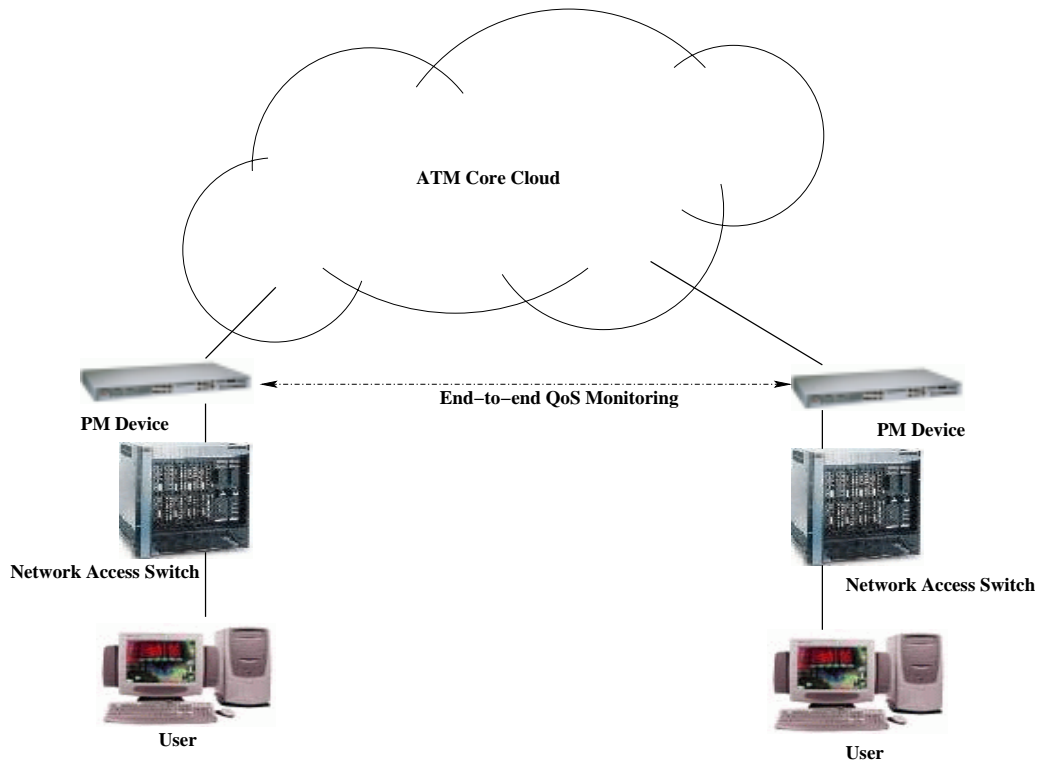 ATM Core Cloud
End−to−end QoS Monitoring
PM Device
PM Device
Network Access Switch
Network Access Switch
User
User